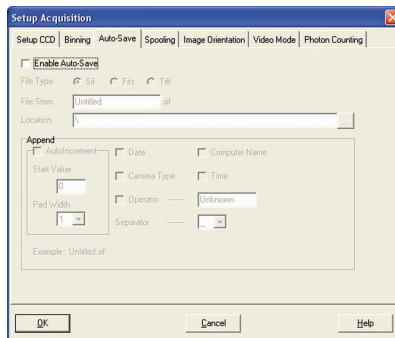 Setup Acquisition
Setup CCD Binning Auto-Save Spooling Image Orientation Video Mode Photon Counting
Enable Auto-Save
File Type Sif Fits Tiff
File Stem Untitled .sif
Location \ ...
Append
AutoIncrement Date Computer Name
Start Value Camera Type Time
0
Operator ------ Unknown
Pad Width
1 Separator ------ _
Example : Untitled.sif
OK Cancel Help